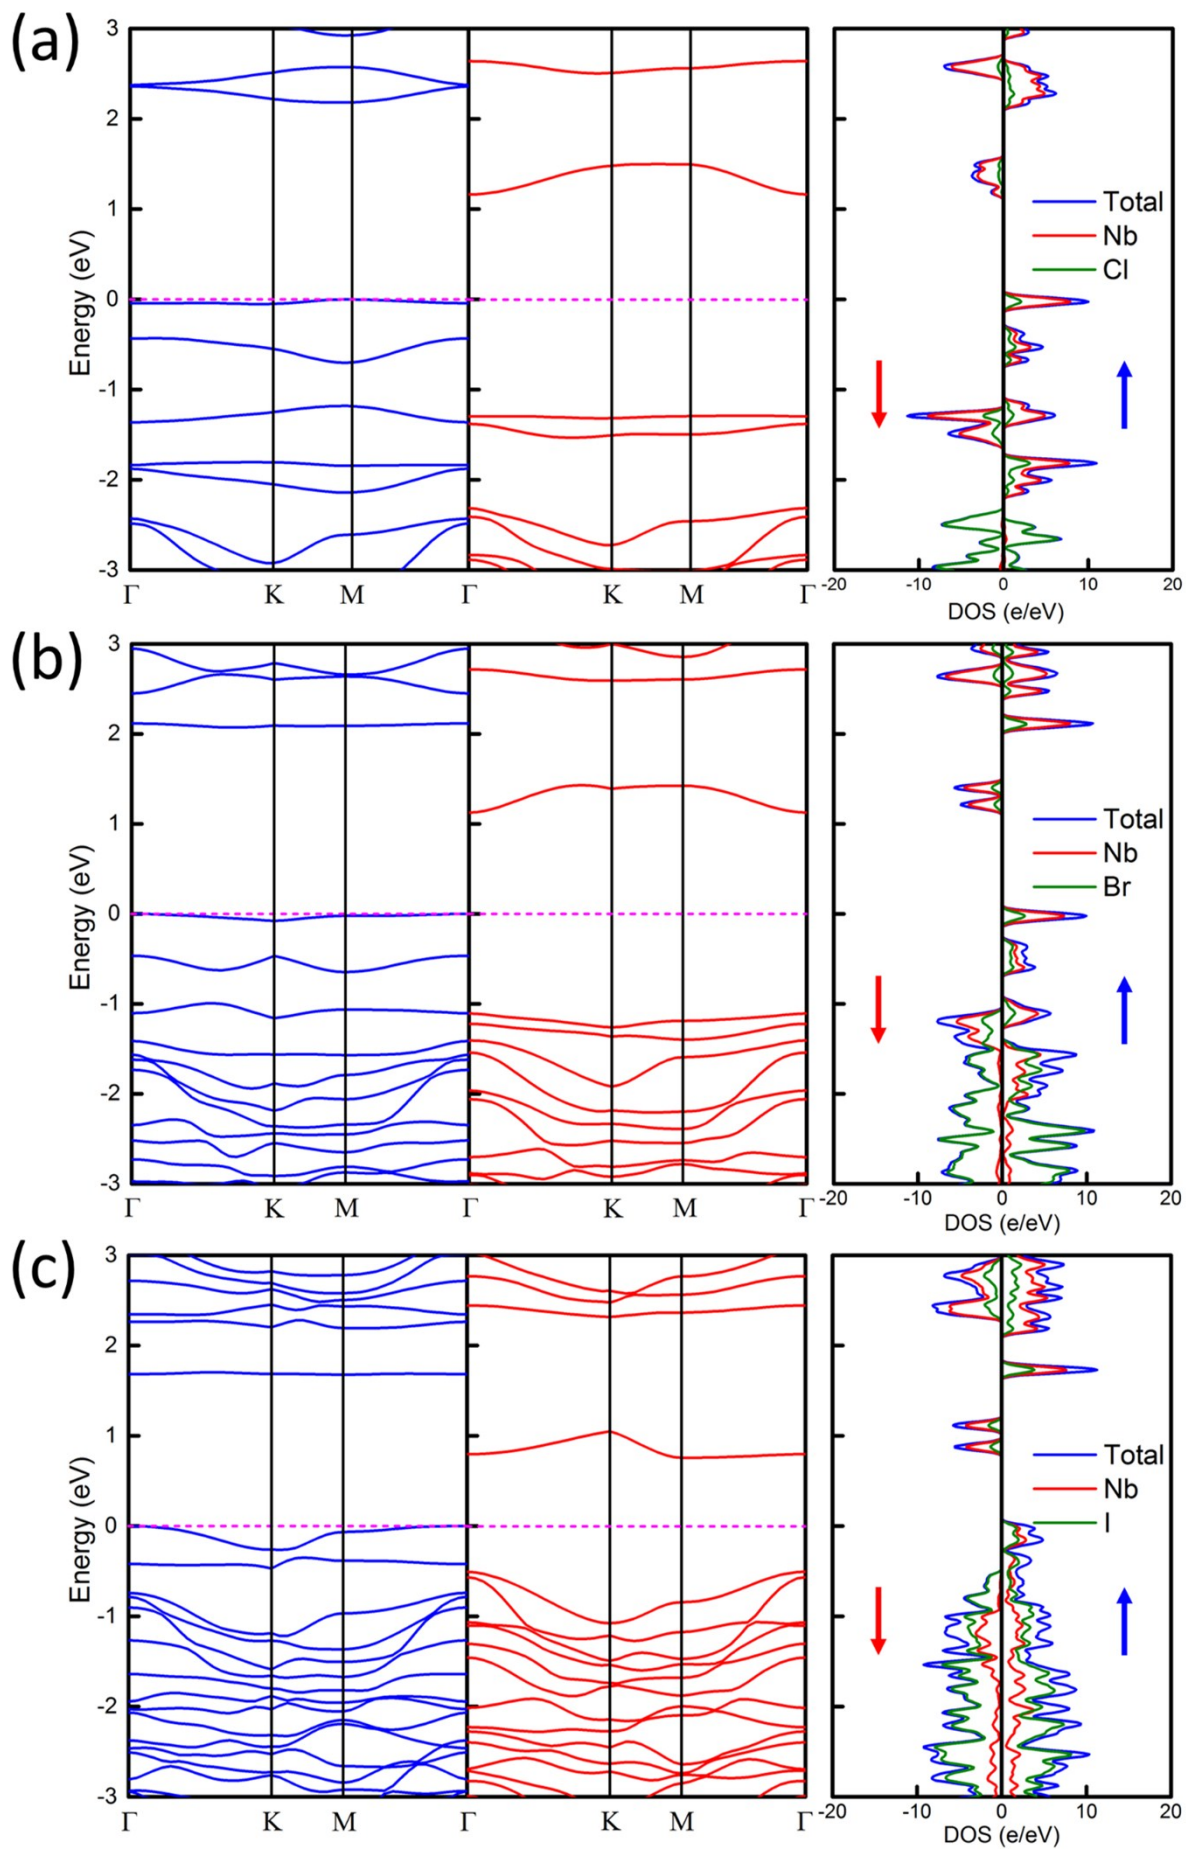 (a)
3
2
1
0
-1
-2
-3
Energy (eV)
Γ K M Γ K M Γ
Total
Nb
Cl
-20 -10 0 10 20
DOS (e/eV)
(b)
3
2
1
0
-1
-2
-3
Energy (eV)
Γ K M Γ K M Γ
Total
Nb
Br
-20 -10 0 10 20
DOS (e/eV)
(c)
3
2
1
0
-1
-2
-3
Energy (eV)
Γ K M Γ K M Γ
Total
Nb
I
-20 -10 0 10 20
DOS (e/eV)